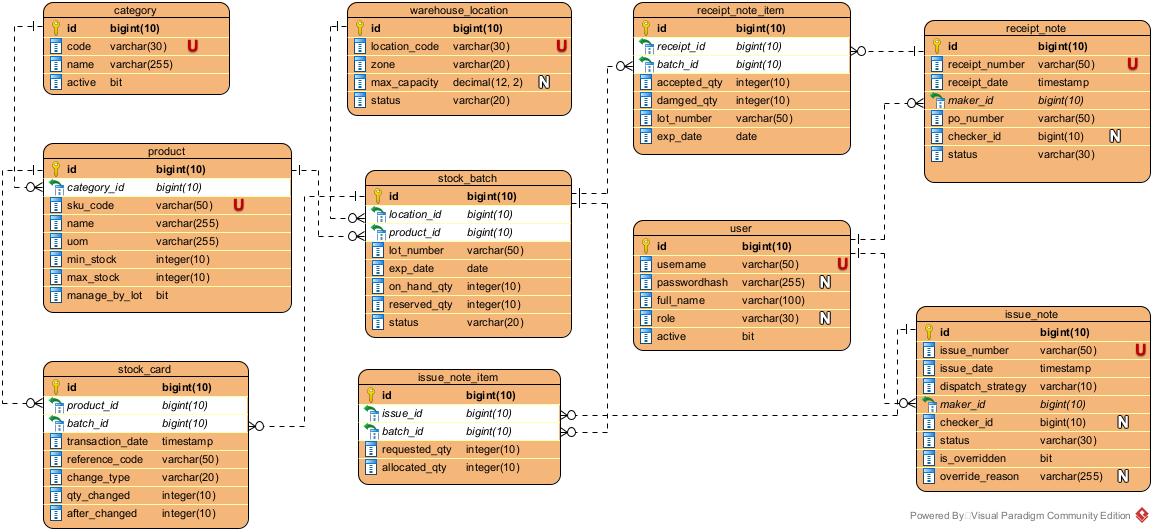 category
id bigint(10)
code varchar(30) U
name varchar(255)
active bit
warehouse_location
id bigint(10)
location_code varchar(30) U
zone varchar(20)
max_capacity decimal(12, 2) N
status varchar(20)
receipt_note_item
id bigint(10)
receipt_id bigint(10)
batch_id bigint(10)
accepted_qty integer(10)
damged_qty integer(10)
lot_number varchar(50)
exp_date date
receipt_note
id bigint(10)
receipt_number varchar(50) U
receipt_date timestamp
maker_id bigint(10)
po_number varchar(50)
checker_id bigint(10) N
status varchar(30)
product
id bigint(10)
category_id bigint(10)
sku_code varchar(50) U
name varchar(255)
uom varchar(255)
min_stock integer(10)
max_stock integer(10)
manage_by_lot bit
stock_batch
id bigint(10)
location_id bigint(10)
product_id bigint(10)
lot_number varchar(50)
exp_date date
on_hand_qty integer(10)
reserved_qty integer(10)
status varchar(20)
user
id bigint(10)
username varchar(50) U
passwordhash varchar(255) N
full_name varchar(100)
role varchar(30) N
active bit
issue_note
id bigint(10)
issue_number varchar(50) U
issue_date timestamp
dispatch_strategy varchar(10)
maker_id bigint(10)
checker_id bigint(10) N
status varchar(30)
is_overridden bit
override_reason varchar(255) N
stock_card
id bigint(10)
product_id bigint(10)
batch_id bigint(10)
transaction_date timestamp
reference_code varchar(50)
change_type varchar(20)
qty_changed integer(10)
after_changed integer(10)
issue_note_item
id bigint(10)
issue_id bigint(10)
batch_id bigint(10)
requested_qty integer(10)
allocated_qty integer(10)
Powered By Visual Paradigm Community Edition